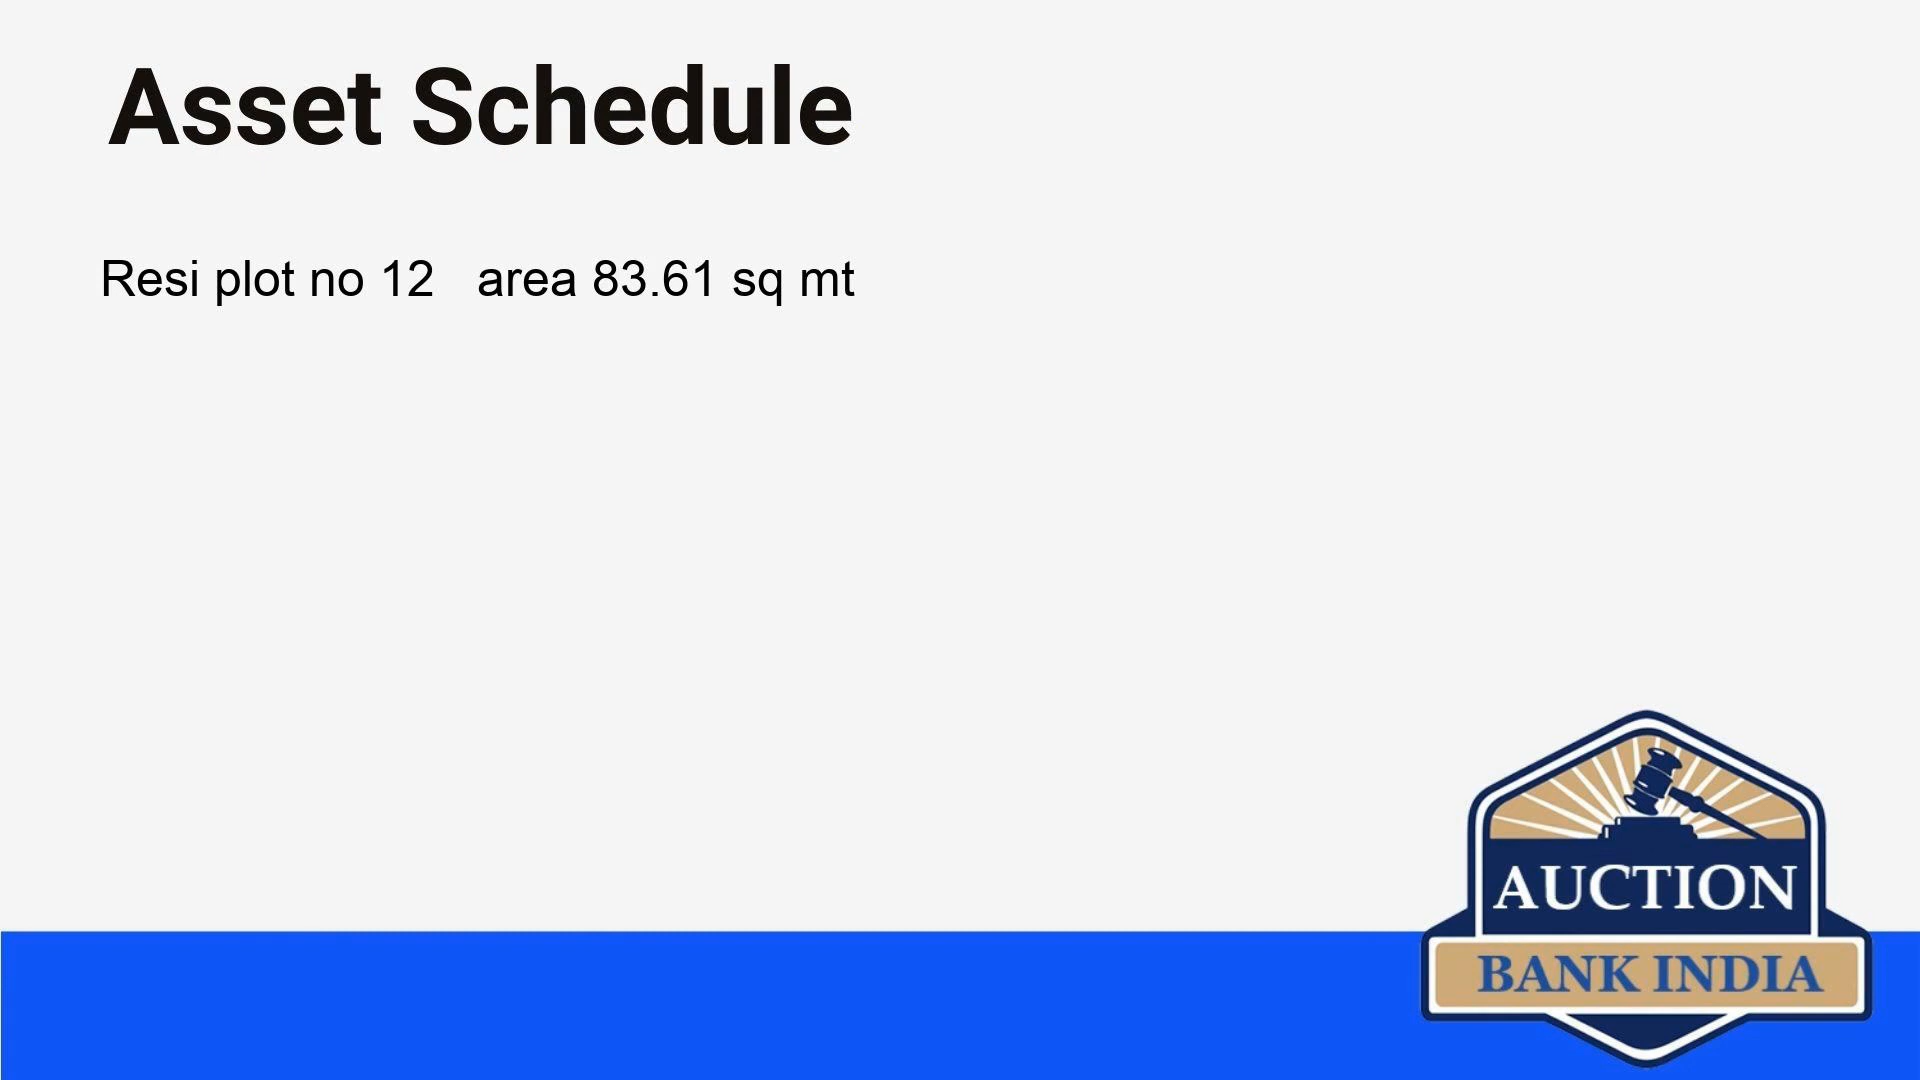 Asset Schedule
Resi plot no 12   area 83.61 sq mt
AUCTION
BANK INDIA